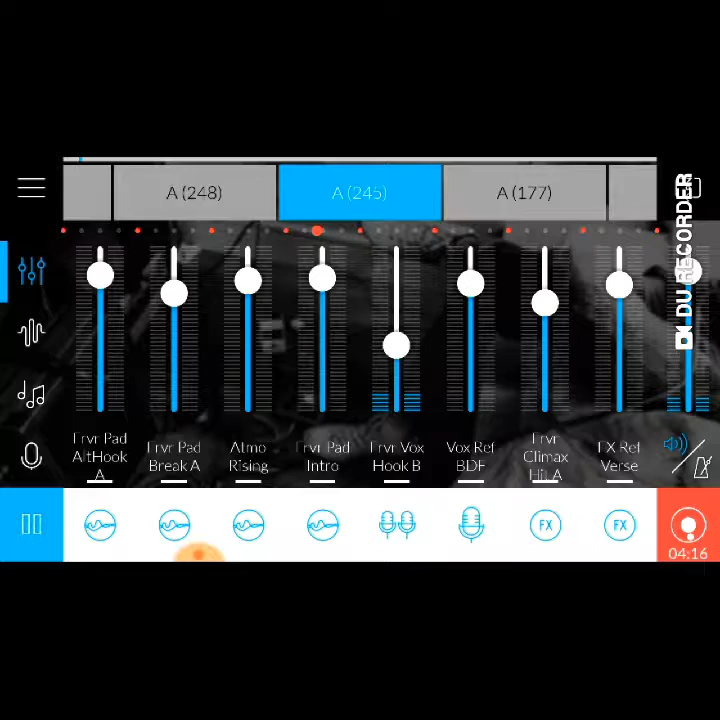 A (248)
A (245)
A (177)
DU RECORDER
Frvr Pad
AltHook
A
Frvr Pad
Break A
Atmo
Rising
Frvr Pad
Intro
Frvr Vox
Hook B
Vox Ref
BDF
Frvr
Climax
Hit A
FX Ref
Verse
FX
FX
04:16